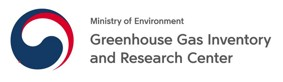 Ministry of Environment
Greenhouse Gas Inventory
and Research Center